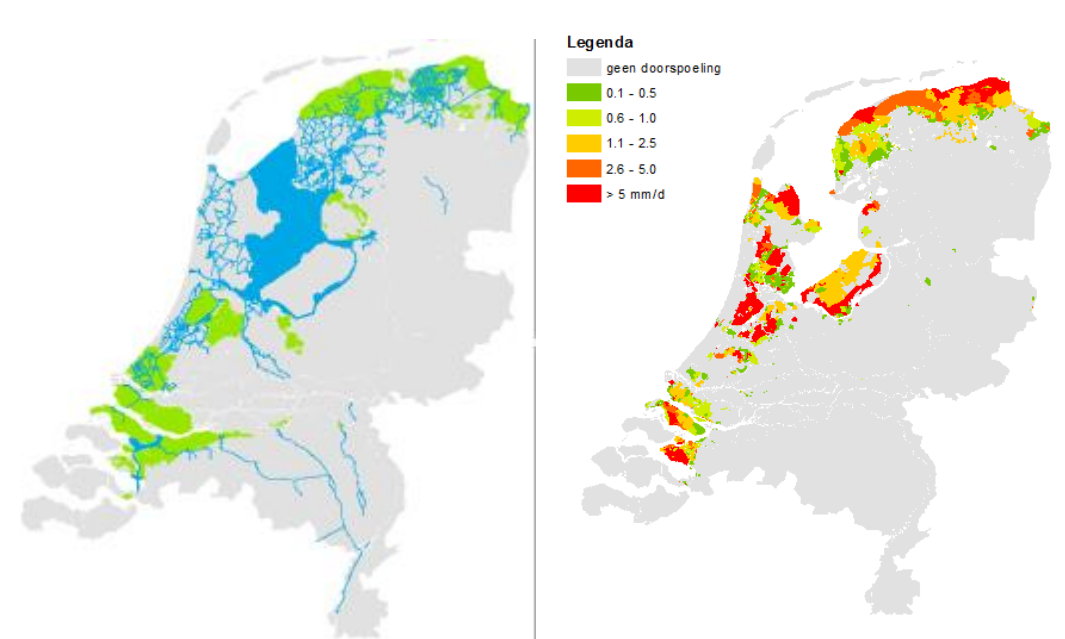 Legenda
geen doorspoeling
0.1 - 0.5
0.6 - 1.0
1.1 - 2.5
2.6 - 5.0
> 5 mm/d